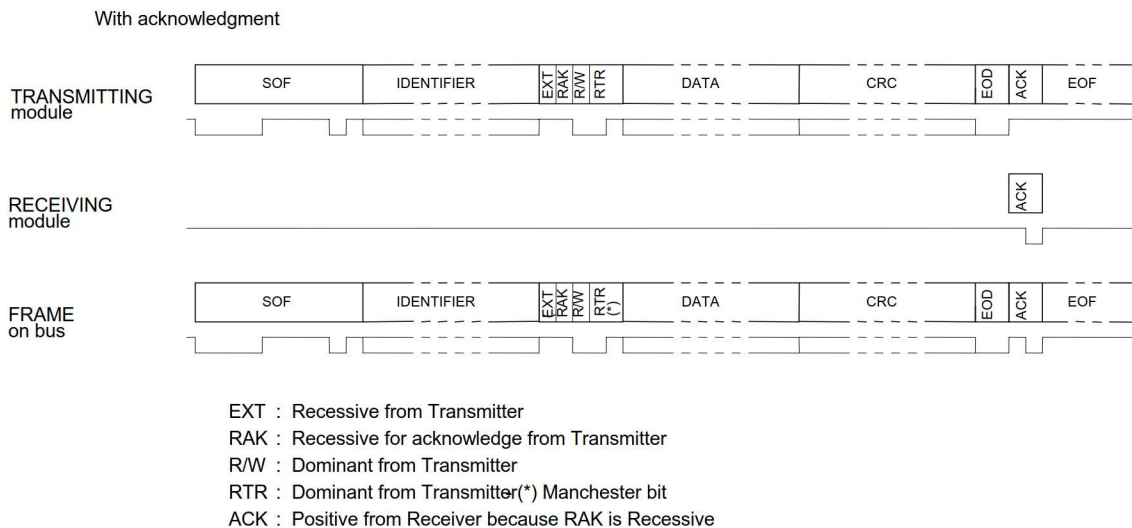 With acknowledgment
SOF IDENTIFIER EXT RAK R/W RTR DATA CRC EOD ACK EOF
TRANSMITTING
module
ACK
RECEIVING
module
SOF IDENTIFIER EXT RAK R/W RTR (*) DATA CRC EOD ACK EOF
FRAME
on bus
EXT : Recessive from Transmitter
RAK : Recessive for acknowledge from Transmitter
R/W : Dominant from Transmitter
RTR : Dominant from Transmitter(*) Manchester bit
ACK : Positive from Receiver because RAK is Recessive